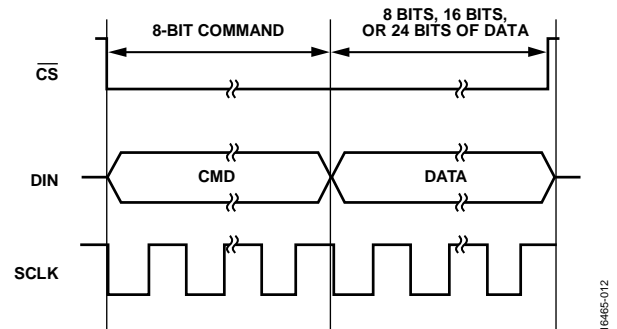 8-BIT COMMAND
8 BITS, 16 BITS,
OR 24 BITS OF DATA
CS
DIN
CMD
DATA
SCLK
16465-012